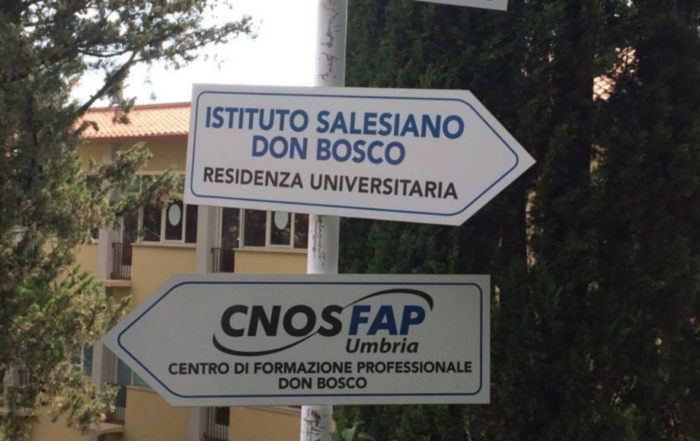 ISTITUTO SALESIANO
DON BOSCO
RESIDENZA UNIVERSITARIA
CNOSFAP
Umbria
CENTRO DI FORMAZIONE PROFESSIONALE
DON BOSCO